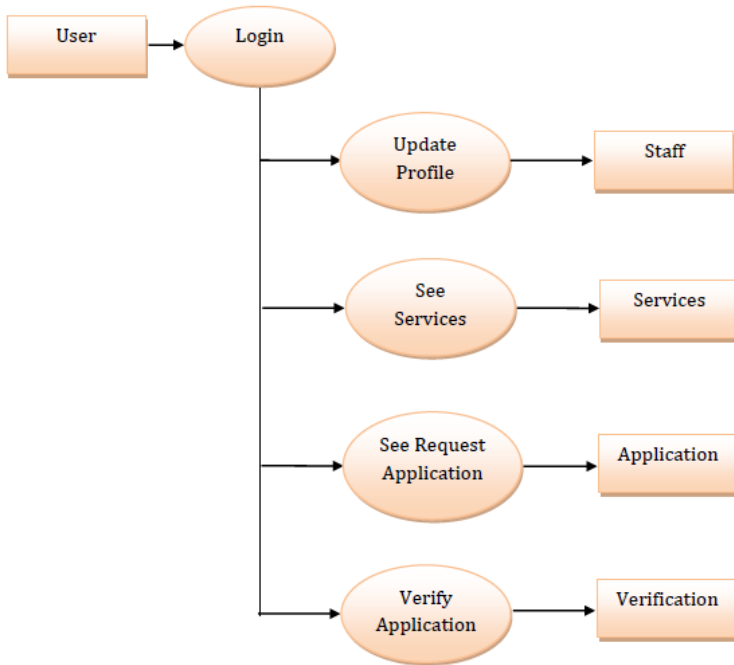 User
Login
Update
Profile
Staff
See
Services
Services
See Request
Application
Application
Verify
Application
Verification